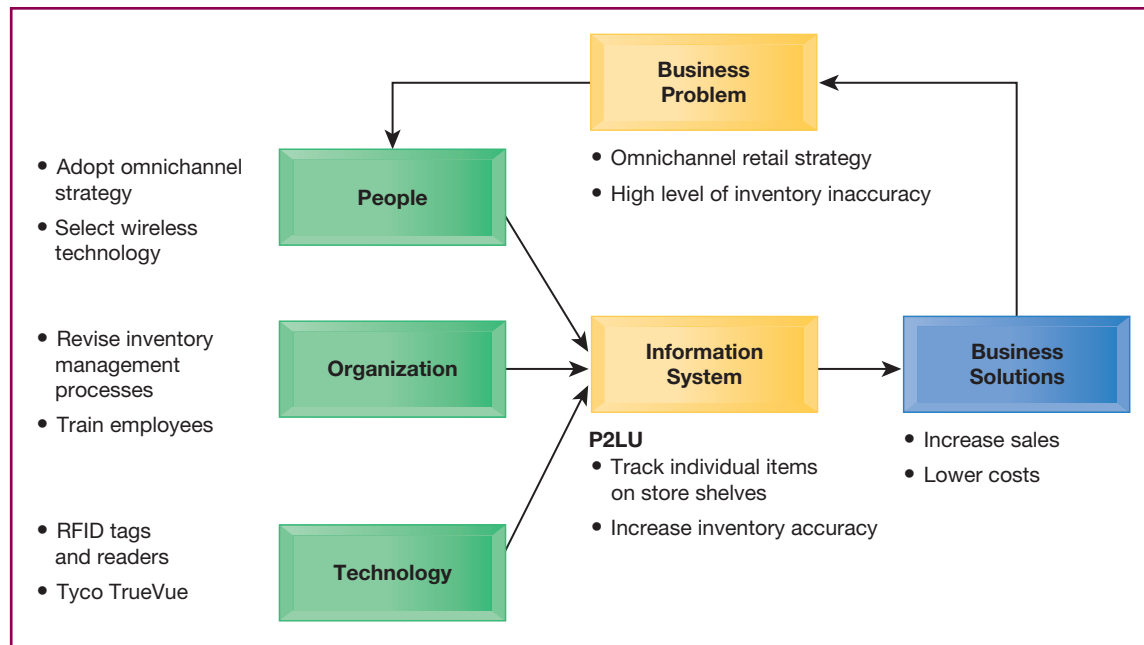 Business
Problem
• Omnichannel retail strategy
• High level of inventory inaccuracy
• Adopt omnichannel
strategy
• Select wireless
technology
People
• Revise inventory
management
processes
• Train employees
Organization
• RFID tags
and readers
• Tyco TrueVue
Technology
Information
System
P2LU
• Track individual items
on store shelves
• Increase inventory accuracy
Business
Solutions
• Increase sales
• Lower costs